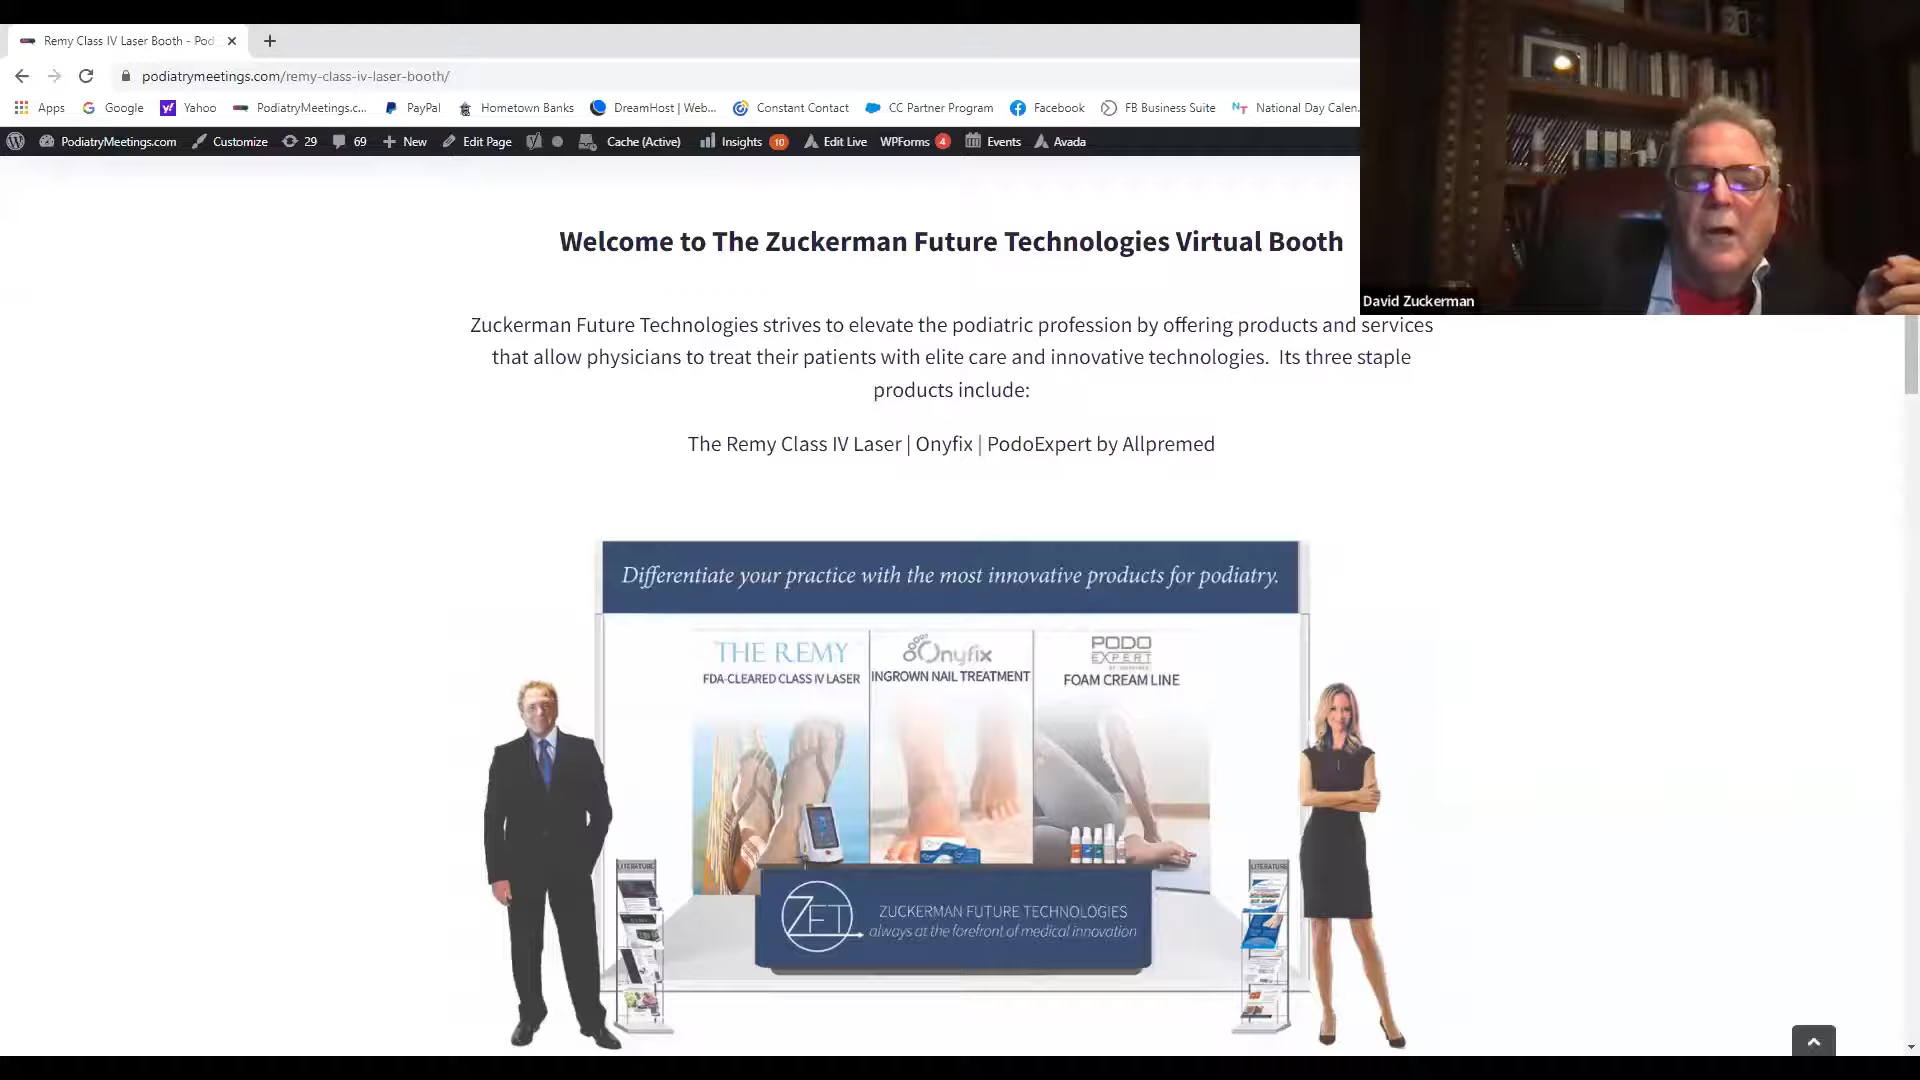 Remy Class IV Laser Booth - Pod
podiatrymeetings.com/remy-class-iv-laser-booth/
Apps Google Yahoo PodiatryMeetings.c... PayPal Hometown Banks DreamHost | Web... Constant Contact CC Partner Program Facebook FB Business Suite National Day Calen...
PodiatryMeetings.com Customize 29 69 New Edit Page Cache (Active) Insights 10 Edit Live WPForms 4 Events Avada
David Zuckerman
Welcome to The Zuckerman Future Technologies Virtual Booth
Zuckerman Future Technologies strives to elevate the podiatric profession by offering products and services
that allow physicians to treat their patients with elite care and innovative technologies. Its three staple
products include:
The Remy Class IV Laser | Onyfix | PodoExpert by Allpremed
Differentiate your practice with the most innovative products for podiatry.
THE REMY
FDA-CLEARED CLASS IV LASER
Onyfix
INGROWN NAIL TREATMENT
PODO
EXPERT
FOAM CREAM LINE
LITERATURE
LITERATURE
ZFT
ZUCKERMAN FUTURE TECHNOLOGIES
always at the forefront of medical innovation